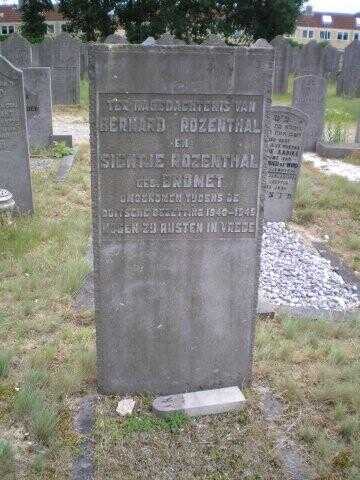 TER NAGEDACHTENIS VAN
BERNARD ROZENTHAL
EN
SIENTJE ROZENTHAL
GEB. BROMET
OMGEKOMEN TIJDENS DE
DUITSCHE BEZETTING 1940-1945
MOGEN ZIJ RUSTEN IN VREDE